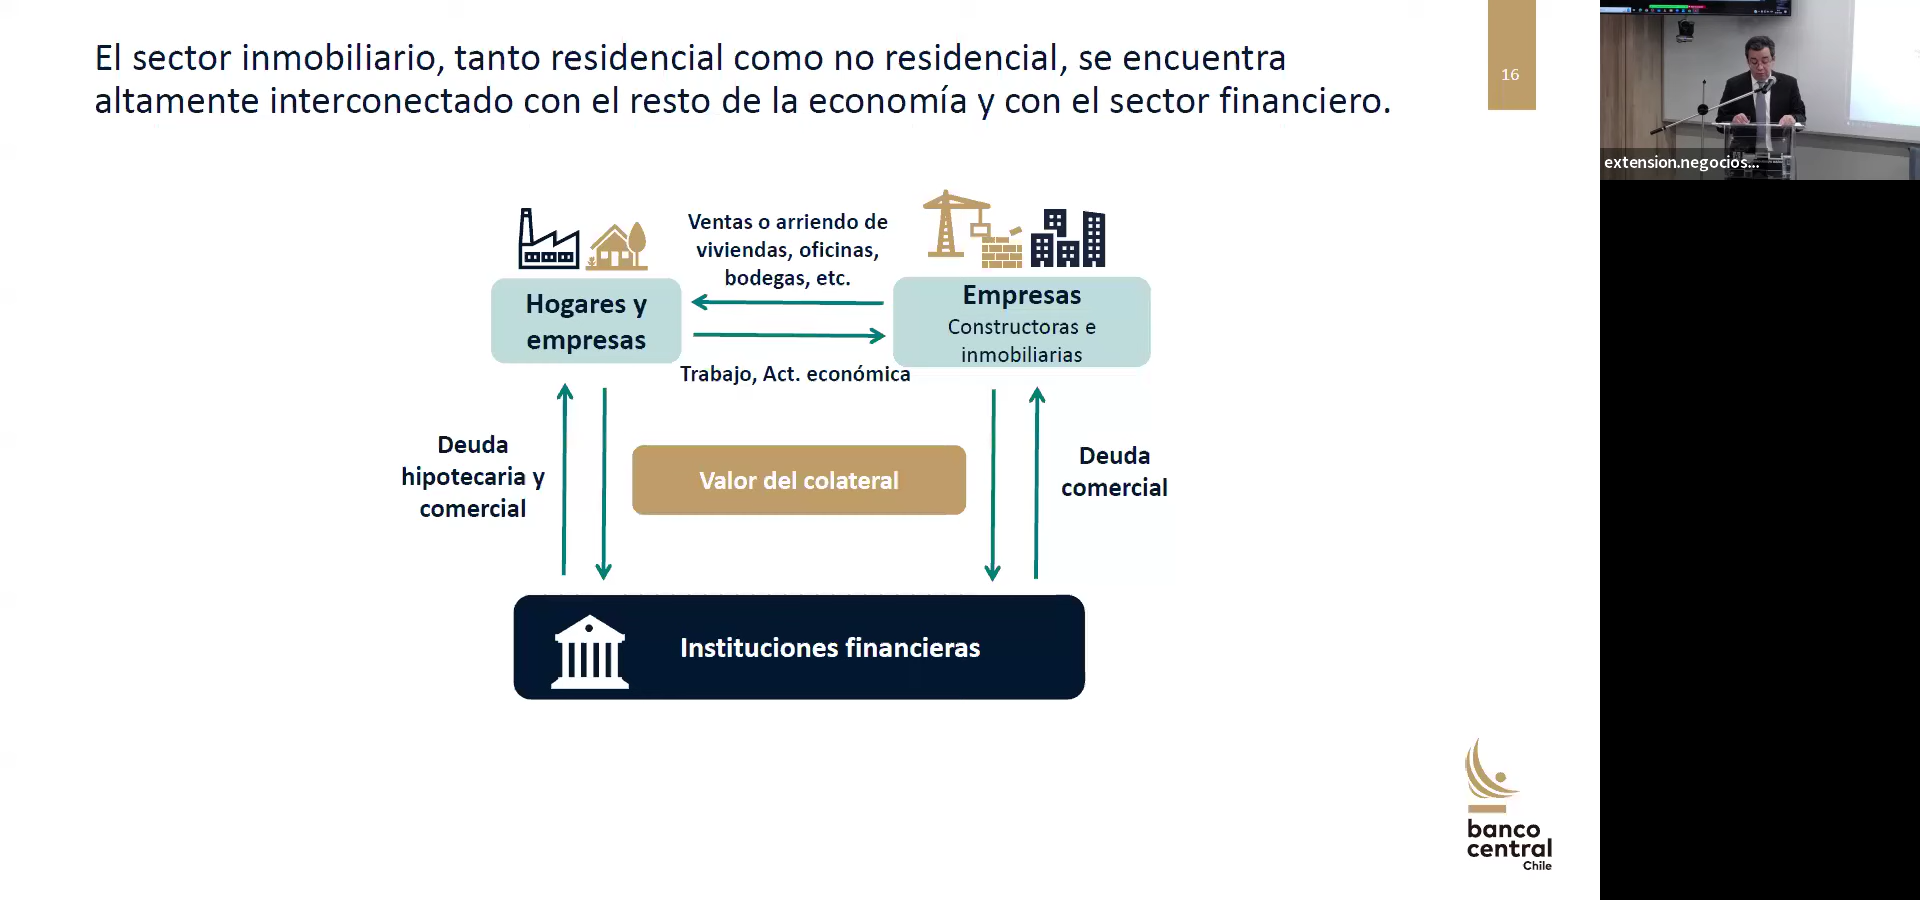 El sector inmobiliario, tanto residencial como no residencial, se encuentra
altamente interconectado con el resto de la economía y con el sector financiero.
16
extension.negocios...
Ventas o arriendo de
viviendas, oficinas,
bodegas, etc.
Hogares y
empresas
Empresas
Constructoras e
inmobiliarias
Trabajo, Act. económica
Deuda
hipotecaria y
comercial
Valor del colateral
Deuda
comercial
Instituciones financieras
banco
central
Chile